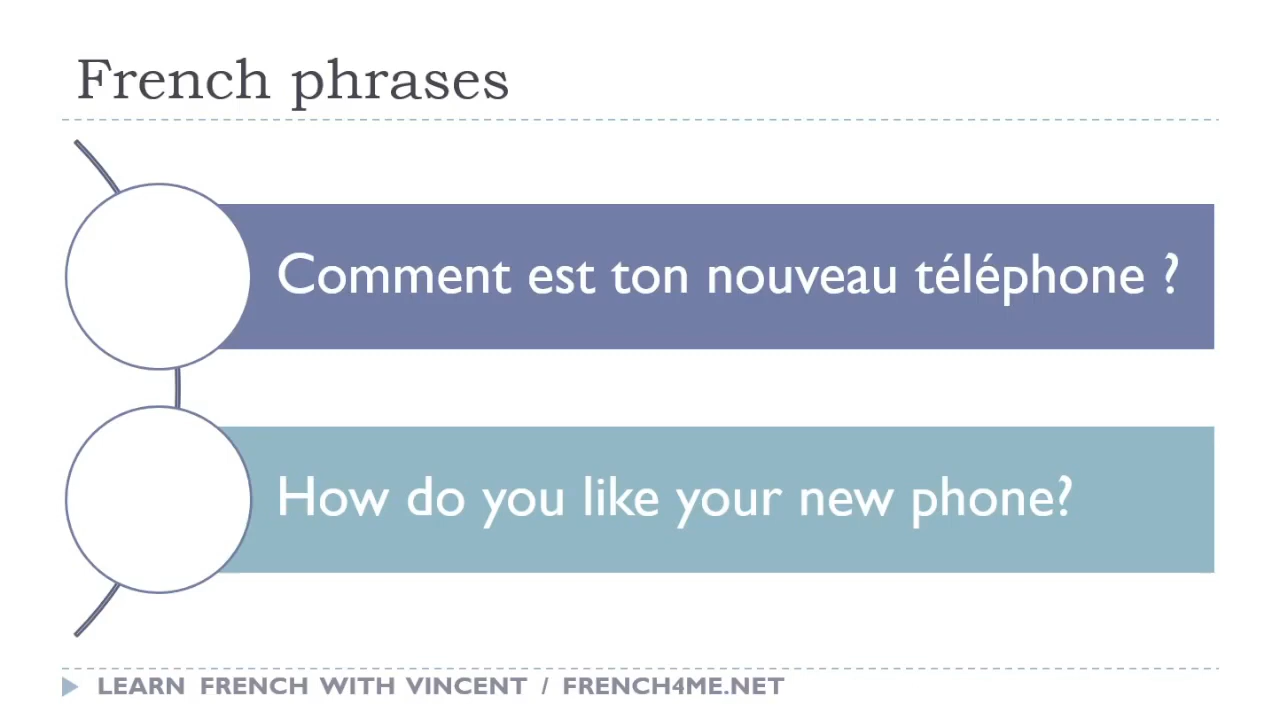 French phrases
Comment est ton nouveau téléphone ?
How do you like your new phone?
LEARN FRENCH WITH VINCENT / FRENCH4ME.NET